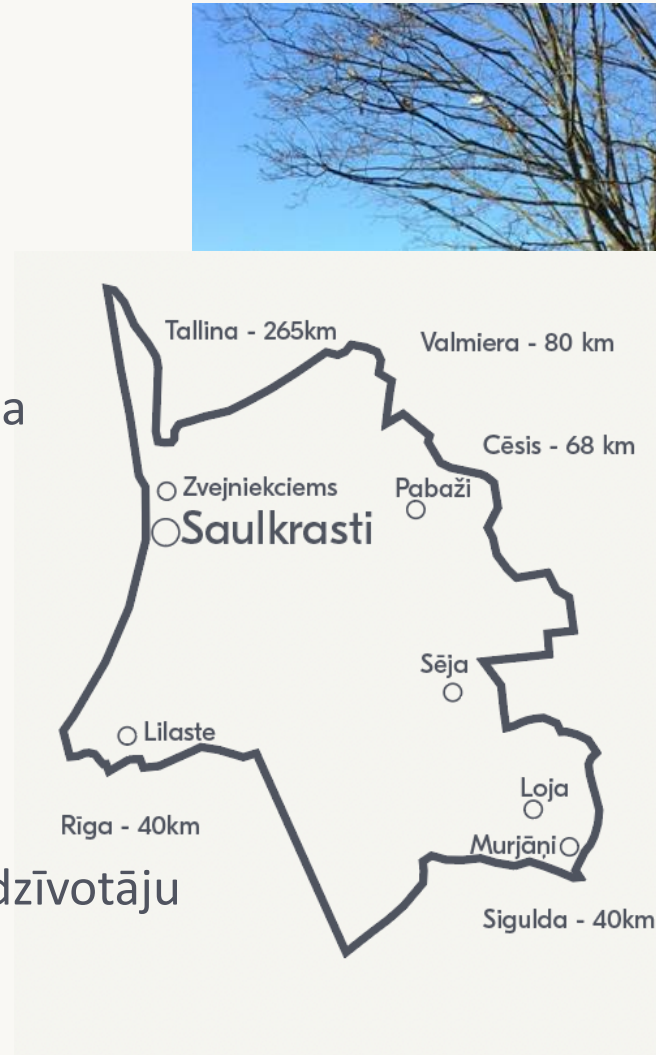 Tallina - 265km
Valmiera - 80 km
a
Cēsis - 68 km
Zvejniekciems
Pabaži
Saulkrasti
Sēja
Lilaste
Loja
Rīga - 40km
Murjāņi
dzīvotāju
Sigulda - 40km